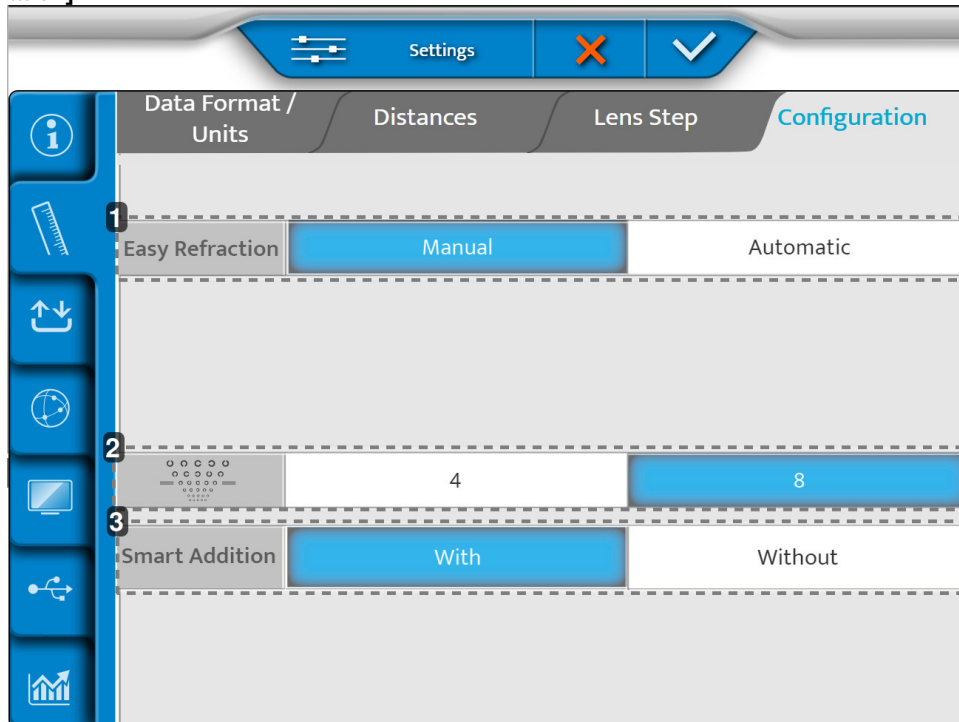 Settings
Data Format /
Units
Distances
Lens Step
Configuration
1
Easy Refraction
Manual
Automatic
2
4
8
3
Smart Addition
With
Without